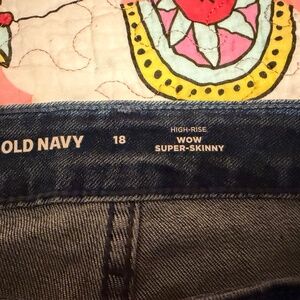 OLD NAVY
18
HIGH-RISE
WOW
SUPER-SKINNY